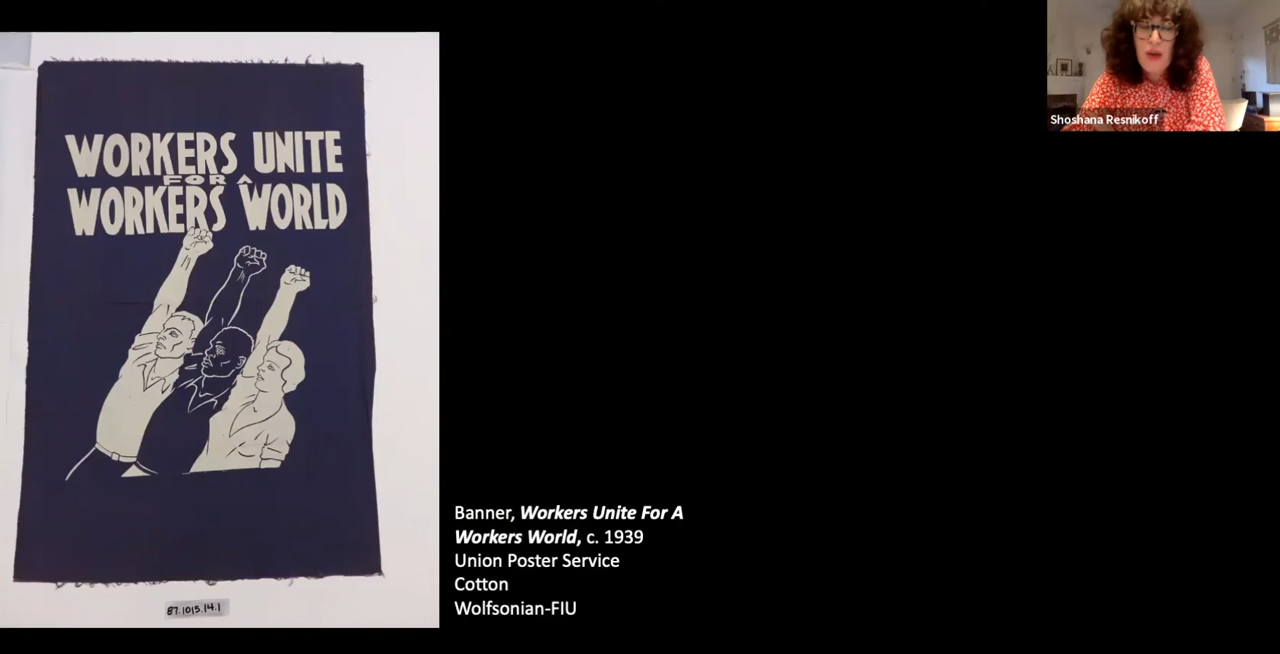 WORKERS UNITE
FOR A
WORKERS WORLD
87.1015.14.1
Banner, Workers Unite For A
Workers World, c. 1939
Union Poster Service
Cotton
Wolfsonian-FIU
Shoshana Resnikoff